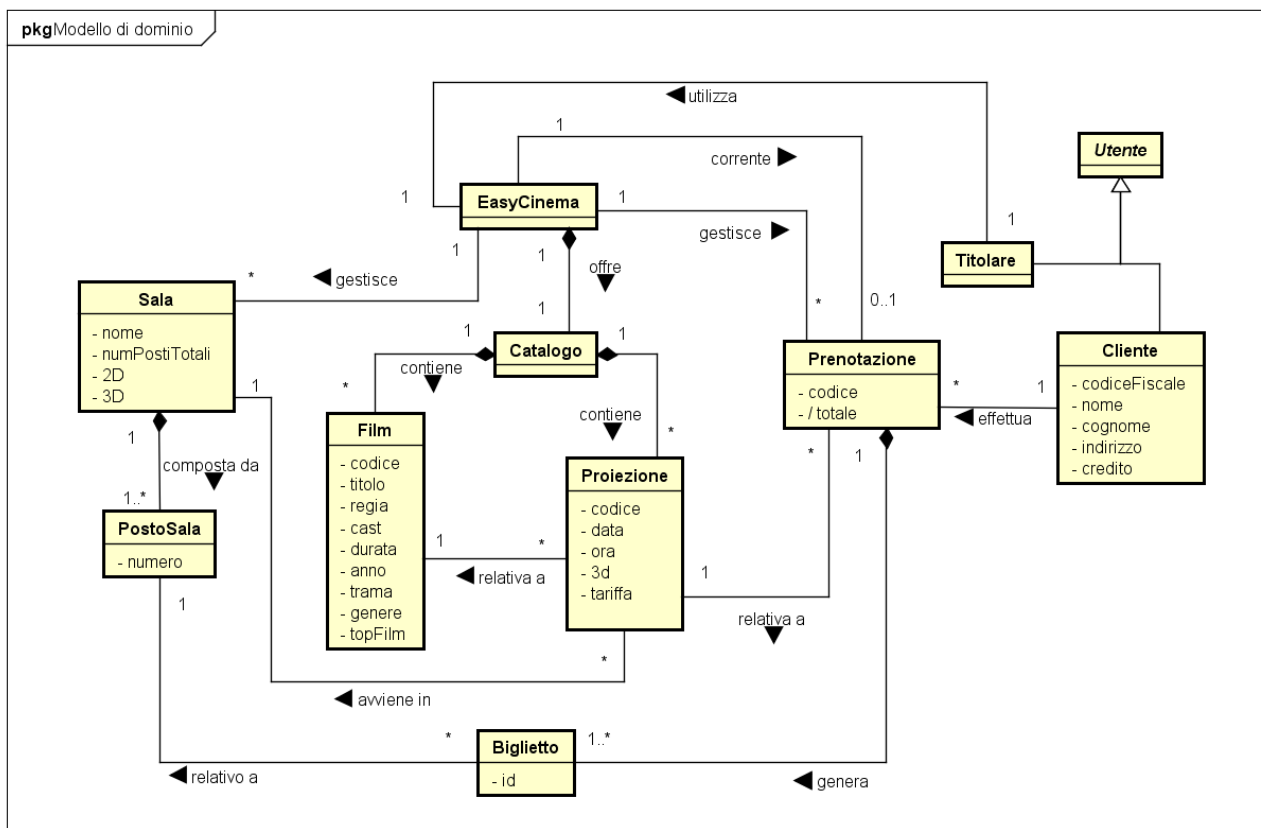 pkg Modello di dominio
utilizza
1
corrente
Utente
EasyCinema
1
1
gestisce
1
Titolare
1
1
offre
*
gestisce
*
0..1
Sala
- nome
- numPostiTotali
- 2D
- 3D
1
1
1
Catalogo
contiene
Prenotazione
- codice
- / totale
Cliente
- codiceFiscale
- nome
- cognome
- indirizzo
- credito
*
1
effettua
1
*
contiene
*
Film
- codice
- titolo
- regia
- cast
- durata
- anno
- trama
- genere
- topFilm
1
composta da
1..*
*
1
Proiezione
- codice
- data
- ora
- 3d
- tariffa
PostoSala
- numero
1
*
relativa a
1
relativa a
1
*
avviene in
*
Biglietto
- id
1..*
relativo a
genera